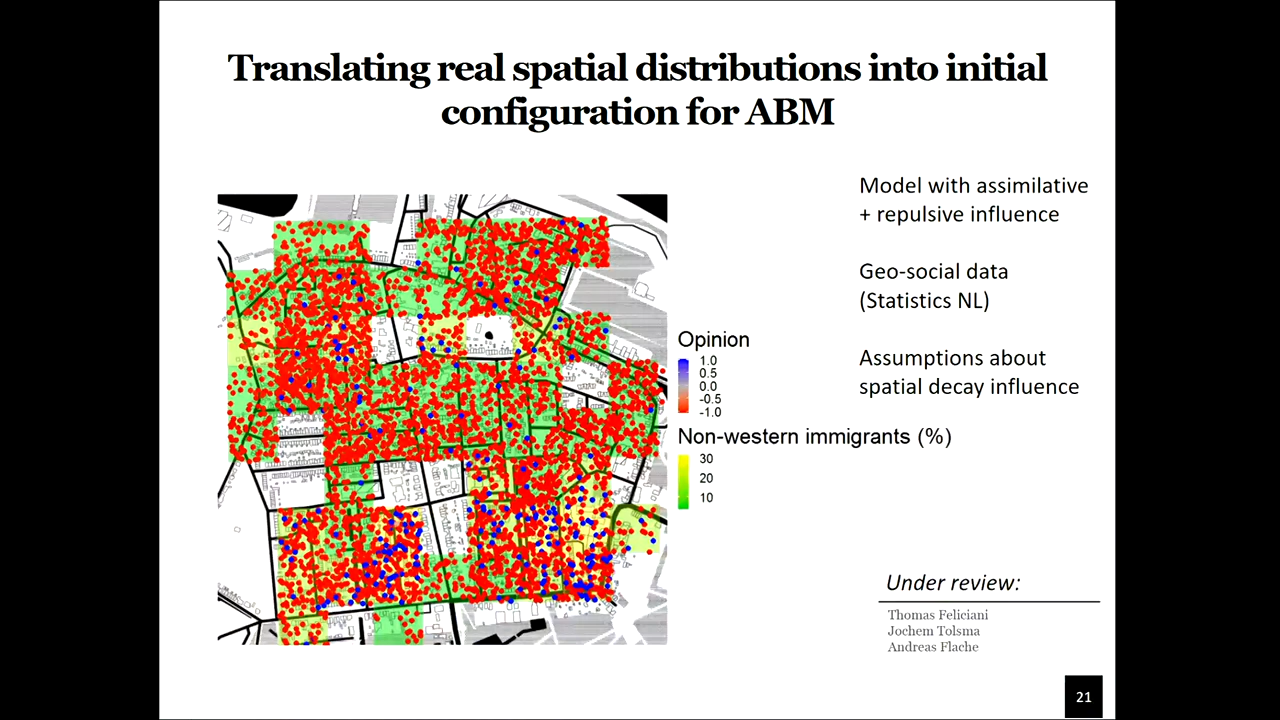 Translating real spatial distributions into initial
configuration for ABM
Model with assimilative
+ repulsive influence
Geo-social data
(Statistics NL)
Assumptions about
spatial decay influence
Opinion
1.0
0.5
0.0
-0.5
-1.0
Non-western immigrants (%)
30
20
10
Under review:
Thomas Feliciani
Jochem Tolsma
Andreas Flache
21